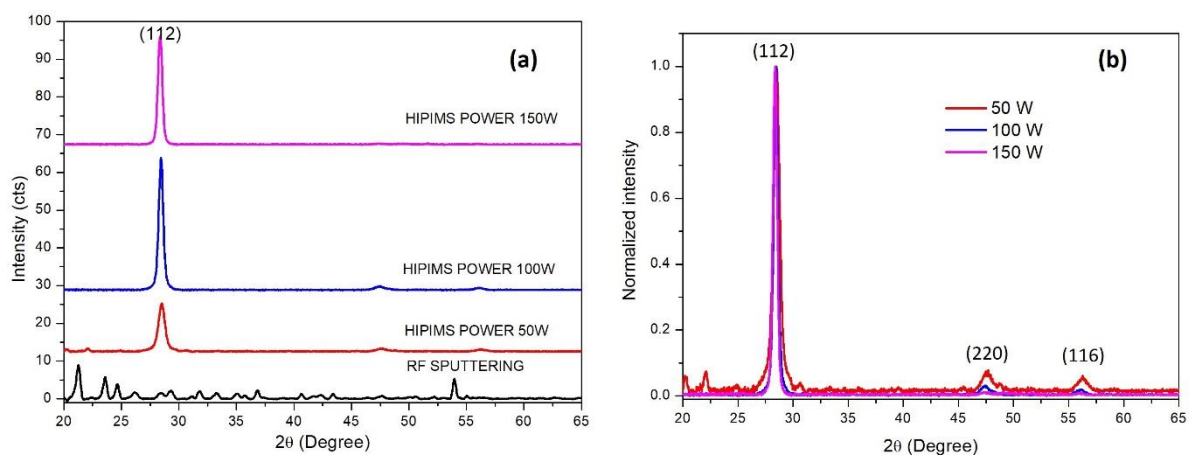 100
90
80
70
60
50
40
30
20
10
0
Intensity (cts)
(112)
(a)
HIPIMS POWER 150W
HIPIMS POWER 100W
HIPIMS POWER 50W
RF SPUTTERING
20 25 30 35 40 45 50 55 60 65
2θ (Degree)
1.0
0.8
0.6
0.4
0.2
0.0
Normalized intensity
(112)
(b)
50 W
100 W
150 W
(220)
(116)
20 25 30 35 40 45 50 55 60 65
2θ (Degree)